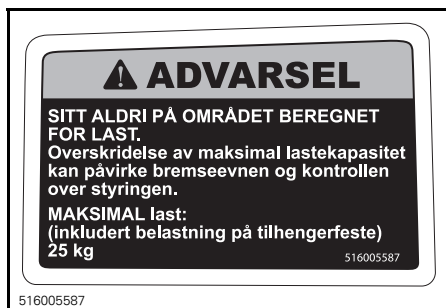 ADVARSEL
SITT ALDRI PÅ OMRÅDET BEREGNET
FOR LAST.
Overskridelse av maksimal lastekapasitet
kan påvirke bremseevnen og kontrollen
over styringen.
MAKSIMAL last:
(inkludert belastning på tilhengerfeste)
25 kg
516005587
516005587